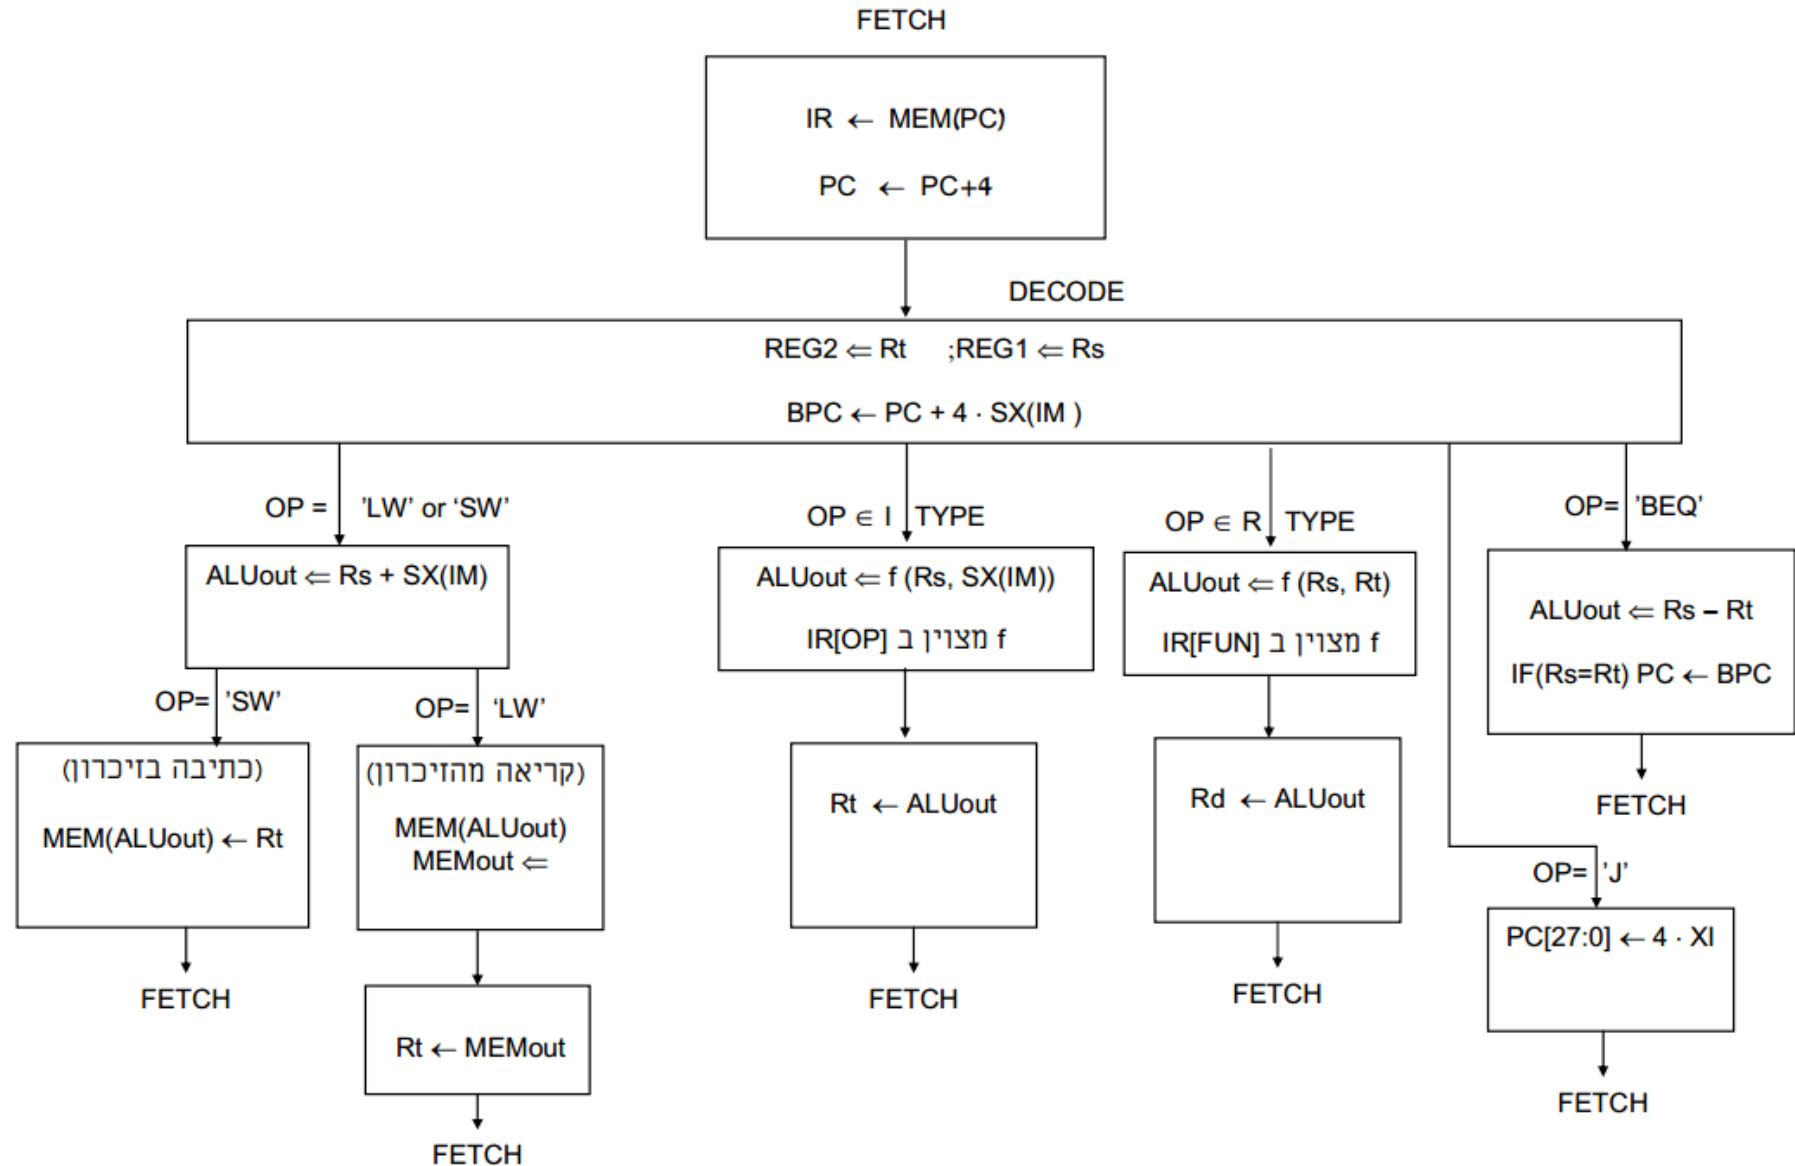 FETCH
IR ← MEM(PC)
PC ← PC+4
DECODE
REG2 ⇐ Rt ;REG1 ⇐ Rs
BPC ← PC + 4 · SX(IM )
OP = 'LW' or ‘SW’
ALUout ⇐ Rs + SX(IM)
OP= 'SW'
(כתיבה בזיכרון)
MEM(ALUout) ← Rt
FETCH
OP= ‘LW’
(קריאה מהזיכרון)
MEM(ALUout)
MEMout ⇐
Rt ← MEMout
FETCH
OP ∈ I TYPE
ALUout ⇐ f (Rs, SX(IM))
f מצוין ב IR[OP]
Rt ← ALUout
FETCH
OP ∈ R TYPE
ALUout ⇐ f (Rs, Rt)
f מצוין ב IR[FUN]
Rd ← ALUout
FETCH
OP= 'BEQ'
ALUout ⇐ Rs – Rt
IF(Rs=Rt) PC ← BPC
FETCH
OP= 'J'
PC[27:0] ← 4 · XI
FETCH